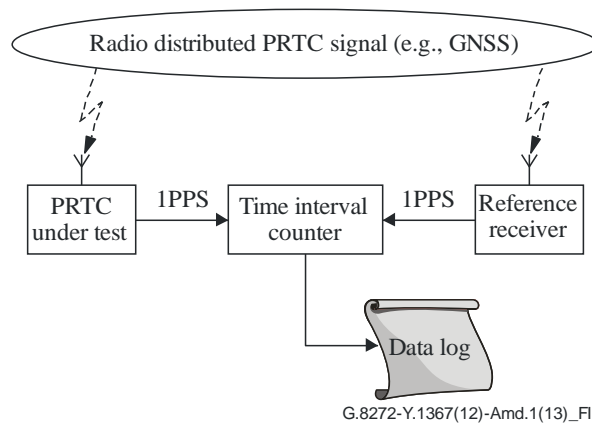 Radio distributed PRTC signal (e.g., GNSS)
PRTC
under test
1PPS
Time interval
counter
1PPS
Reference
receiver
Data log
G.8272-Y.1367(12)-Amd.1(13)_FI